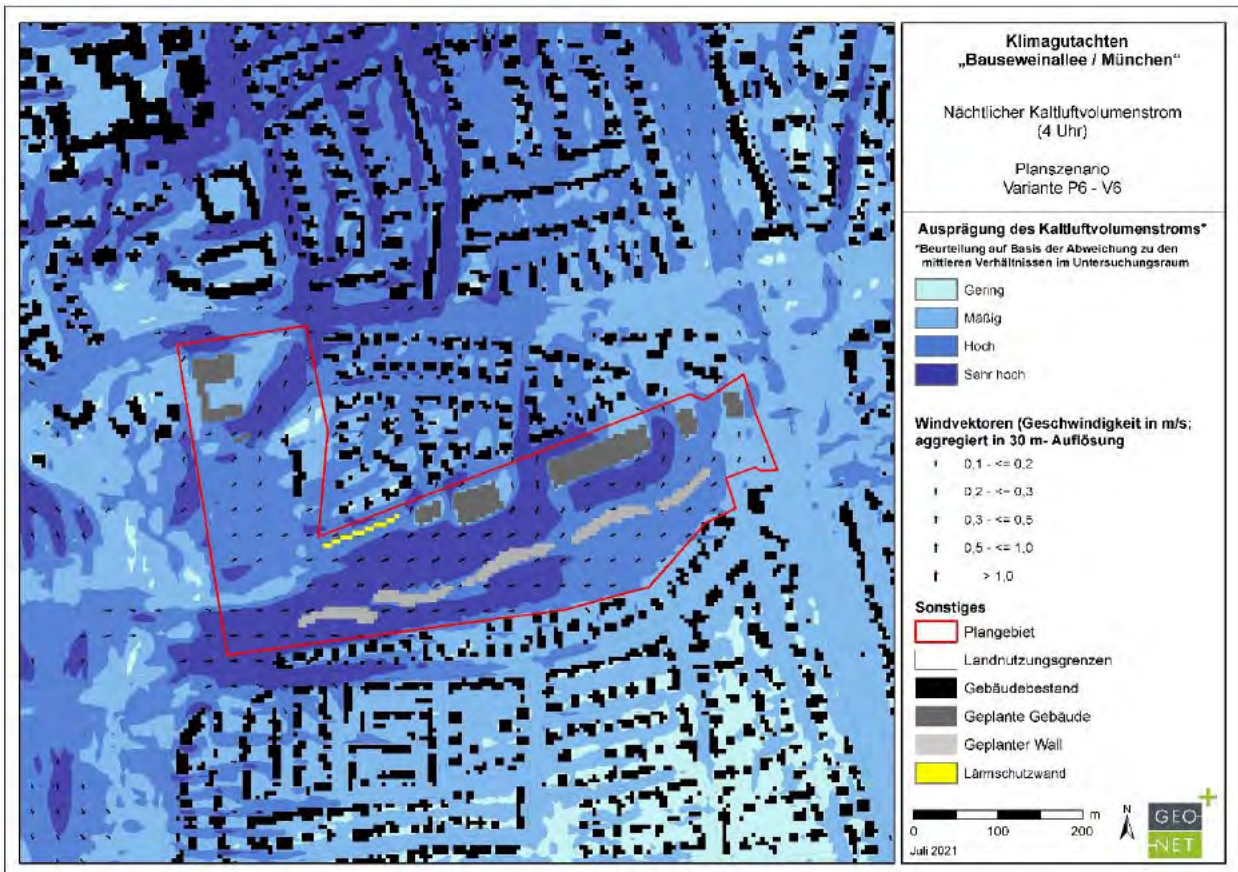 Klimagutachten
„Bauseweinallee / München“
Nächtlicher Kaltluftvolumenstrom
(4 Uhr)
Planszenario
Variante P6 - V6
Ausprägung des Kaltluftvolumenstroms*
*Beurteilung auf Basis der Abweichung zu den
mittleren Verhältnissen im Untersuchungsraum
Gering
Mäßig
Hoch
Sehr hoch
Windvektoren (Geschwindigkeit in m/s;
aggregiert in 30 m- Auflösung
0,1 - <= 0,2
0,2 - <= 0,3
0,3 - <= 0,5
0,5 - <= 1,0
> 1,0
Sonstiges
Plangebiet
Landnutzungsgrenzen
Gebäudebestand
Geplante Gebäude
Geplanter Wall
Lärmschutzwand
m
0 100 200
N
Juli 2021
GEO-
NET